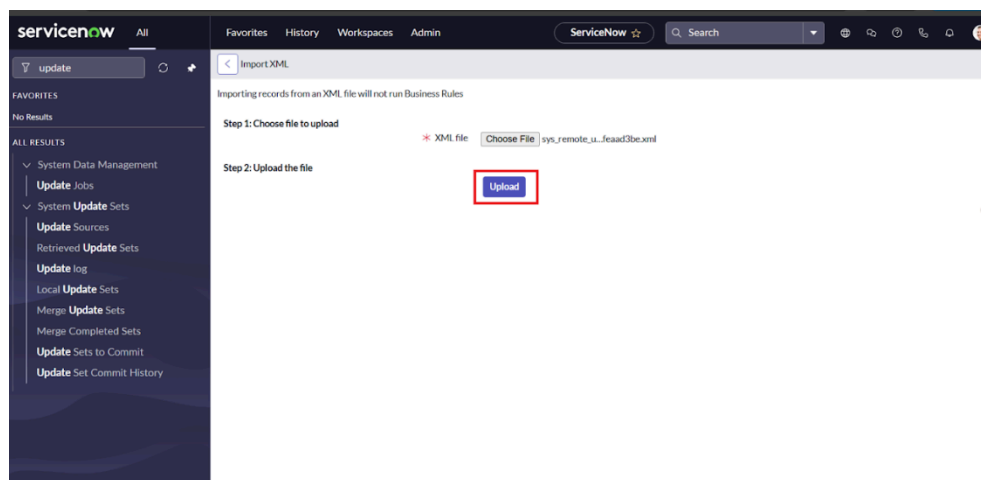 servicenow All Favorites History Workspaces Admin ServiceNow Search
update
Import XML
Importing records from an XML file will not run Business Rules
FAVORITES
No Results
Step 1: Choose file to upload
XML file Choose File sys_remote_u...feaad3be.xml
ALL RESULTS
Step 2: Upload the file
Upload
System Data Management
Update Jobs
System Update Sets
Update Sources
Retrieved Update Sets
Update log
Local Update Sets
Merge Update Sets
Merge Completed Sets
Update Sets to Commit
Update Set Commit History